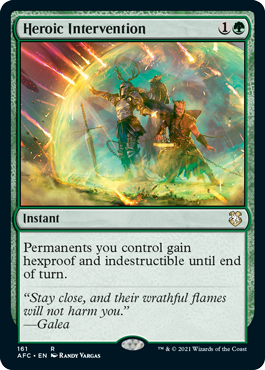 Heroic Intervention 1
Instant
Permanents you control gain
hexproof and indestructible until end
of turn.
“Stay close, and their wrathful flames
will not harm you.”
—Galea
161 R
AFC • EN RANDY VARGAS ™ & © 2021 Wizards of the Coast